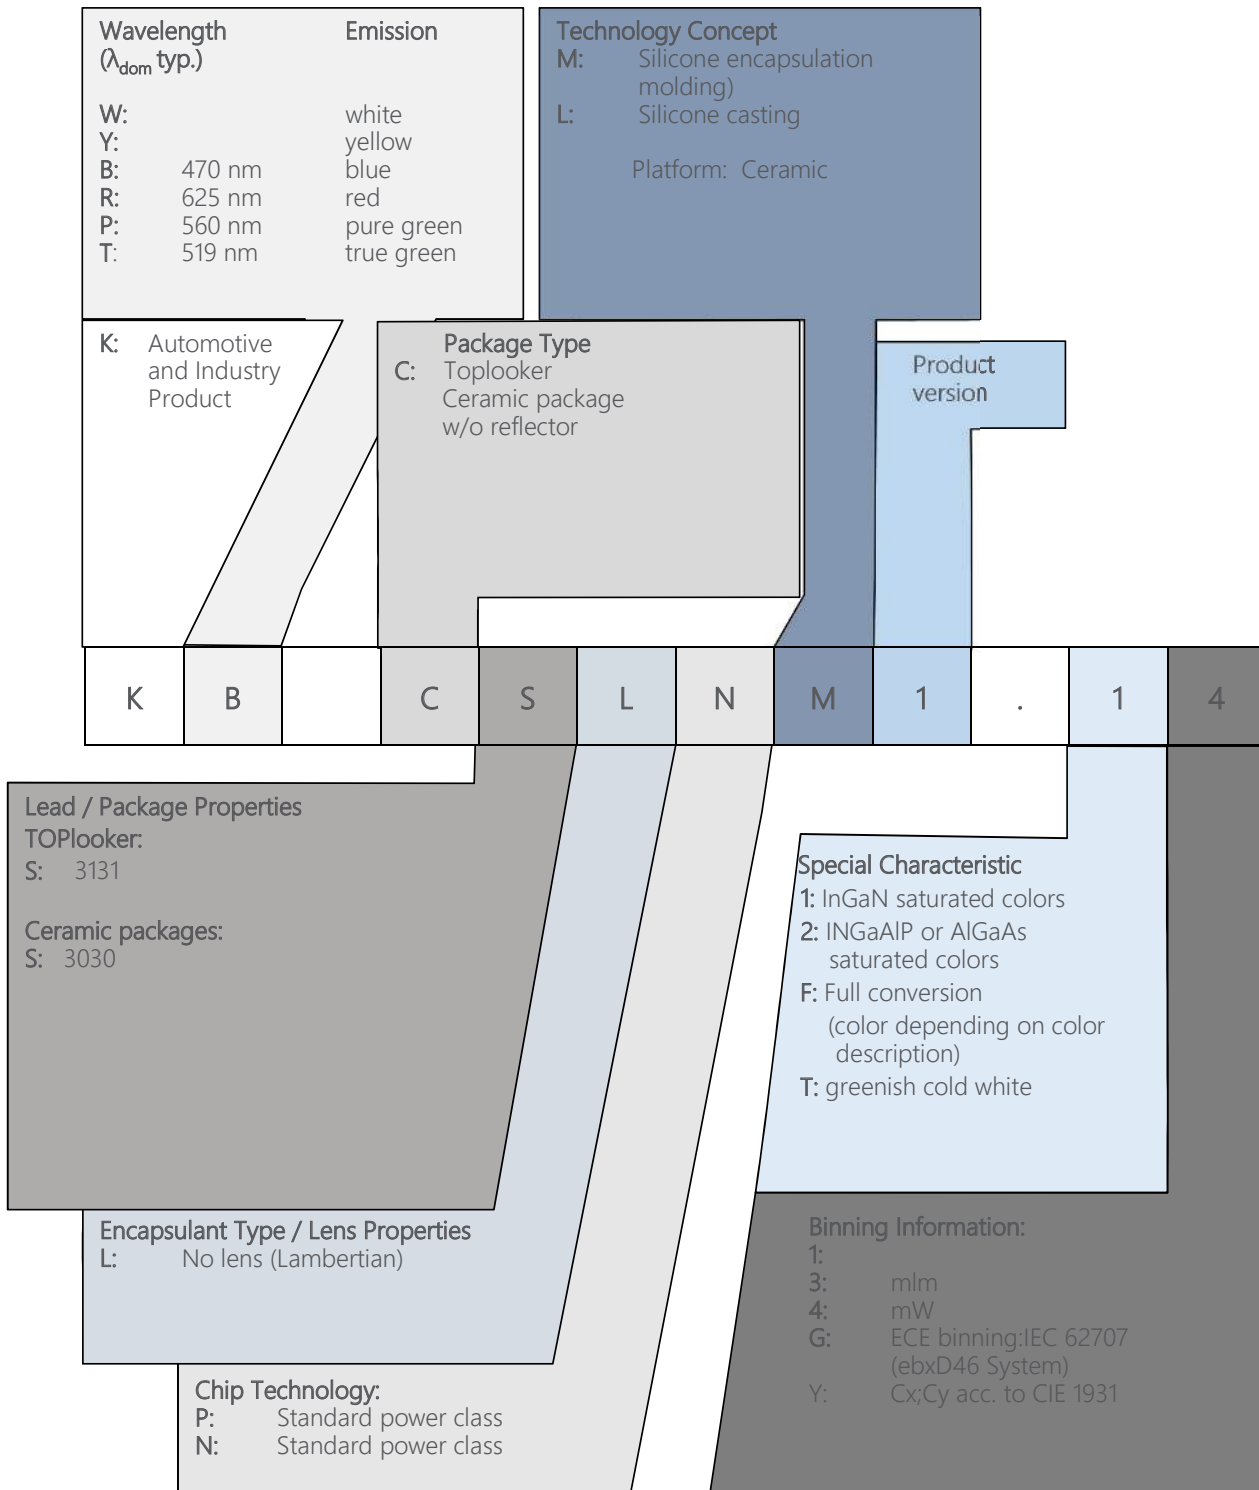 Wavelength Emission
(λdom typ.)
W: white
Y: yellow
B: 470 nm blue
R: 625 nm red
P: 560 nm pure green
T: 519 nm true green
Technology Concept
M: Silicone encapsulation
molding)
L: Silicone casting
Platform: Ceramic
K: Automotive
and Industry
Product
Package Type
C: Toplooker
Ceramic package
w/o reflector
Product
version
K B C S L N M 1 . 1 4
Lead / Package Properties
TOPlooker:
S: 3131
Ceramic packages:
S: 3030
Special Characteristic
1: InGaN saturated colors
2: INGaAlP or AlGaAs
saturated colors
F: Full conversion
(color depending on color
description)
T: greenish cold white
Encapsulant Type / Lens Properties
L: No lens (Lambertian)
Binning Information:
1:
3: mlm
4: mW
G: ECE binning:IEC 62707
(ebxD46 System)
Y: Cx;Cy acc. to CIE 1931
Chip Technology:
P: Standard power class
N: Standard power class